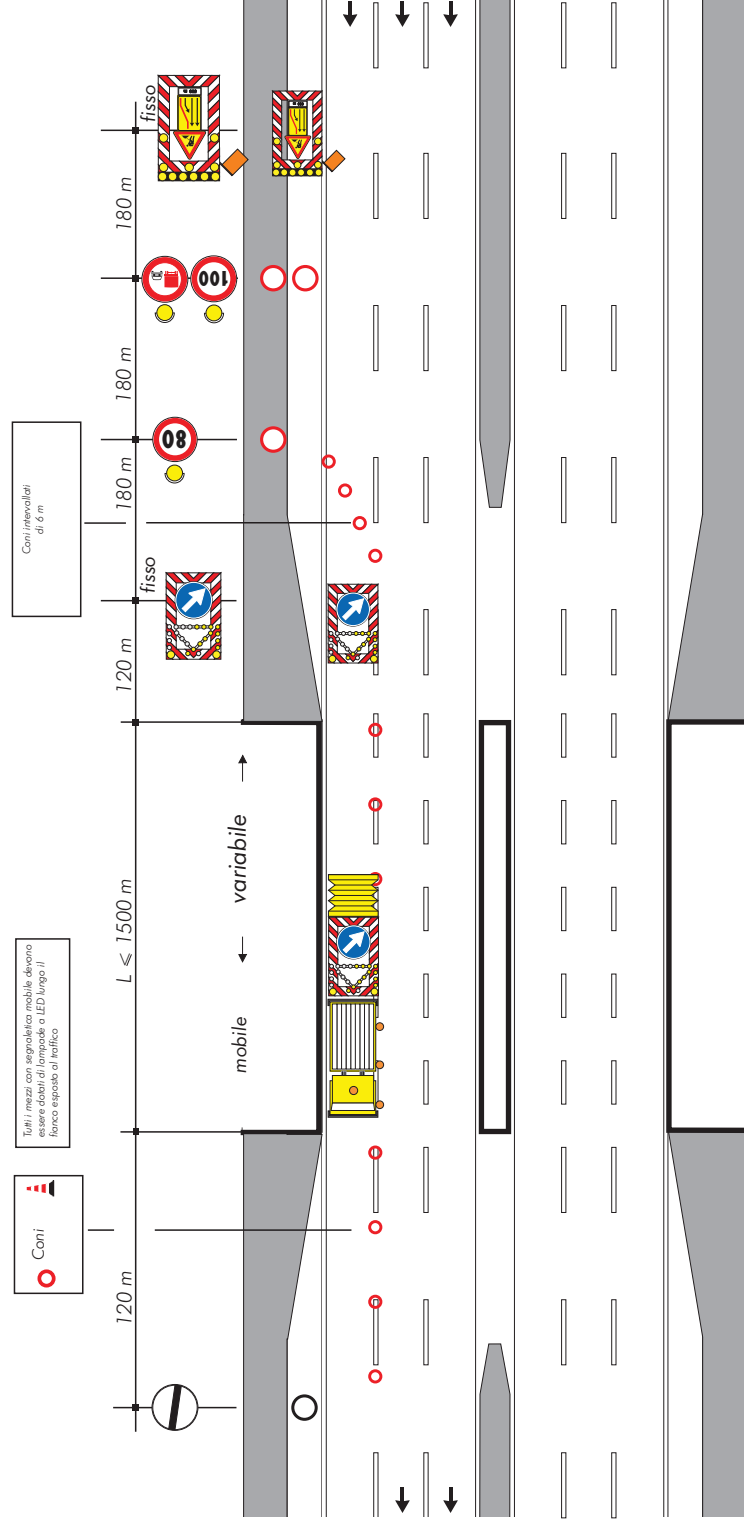 fisso
180 m
100
180 m
80
180 m
Coni intervallati
di 6 m
fisso
120 m
variabile
L ⩽ 1500 m
mobile
Tutti i mezzi con segnaletica mobile devono
essere dotati di lampade a LED lungo il
fianco esposto al traffico
Coni
120 m